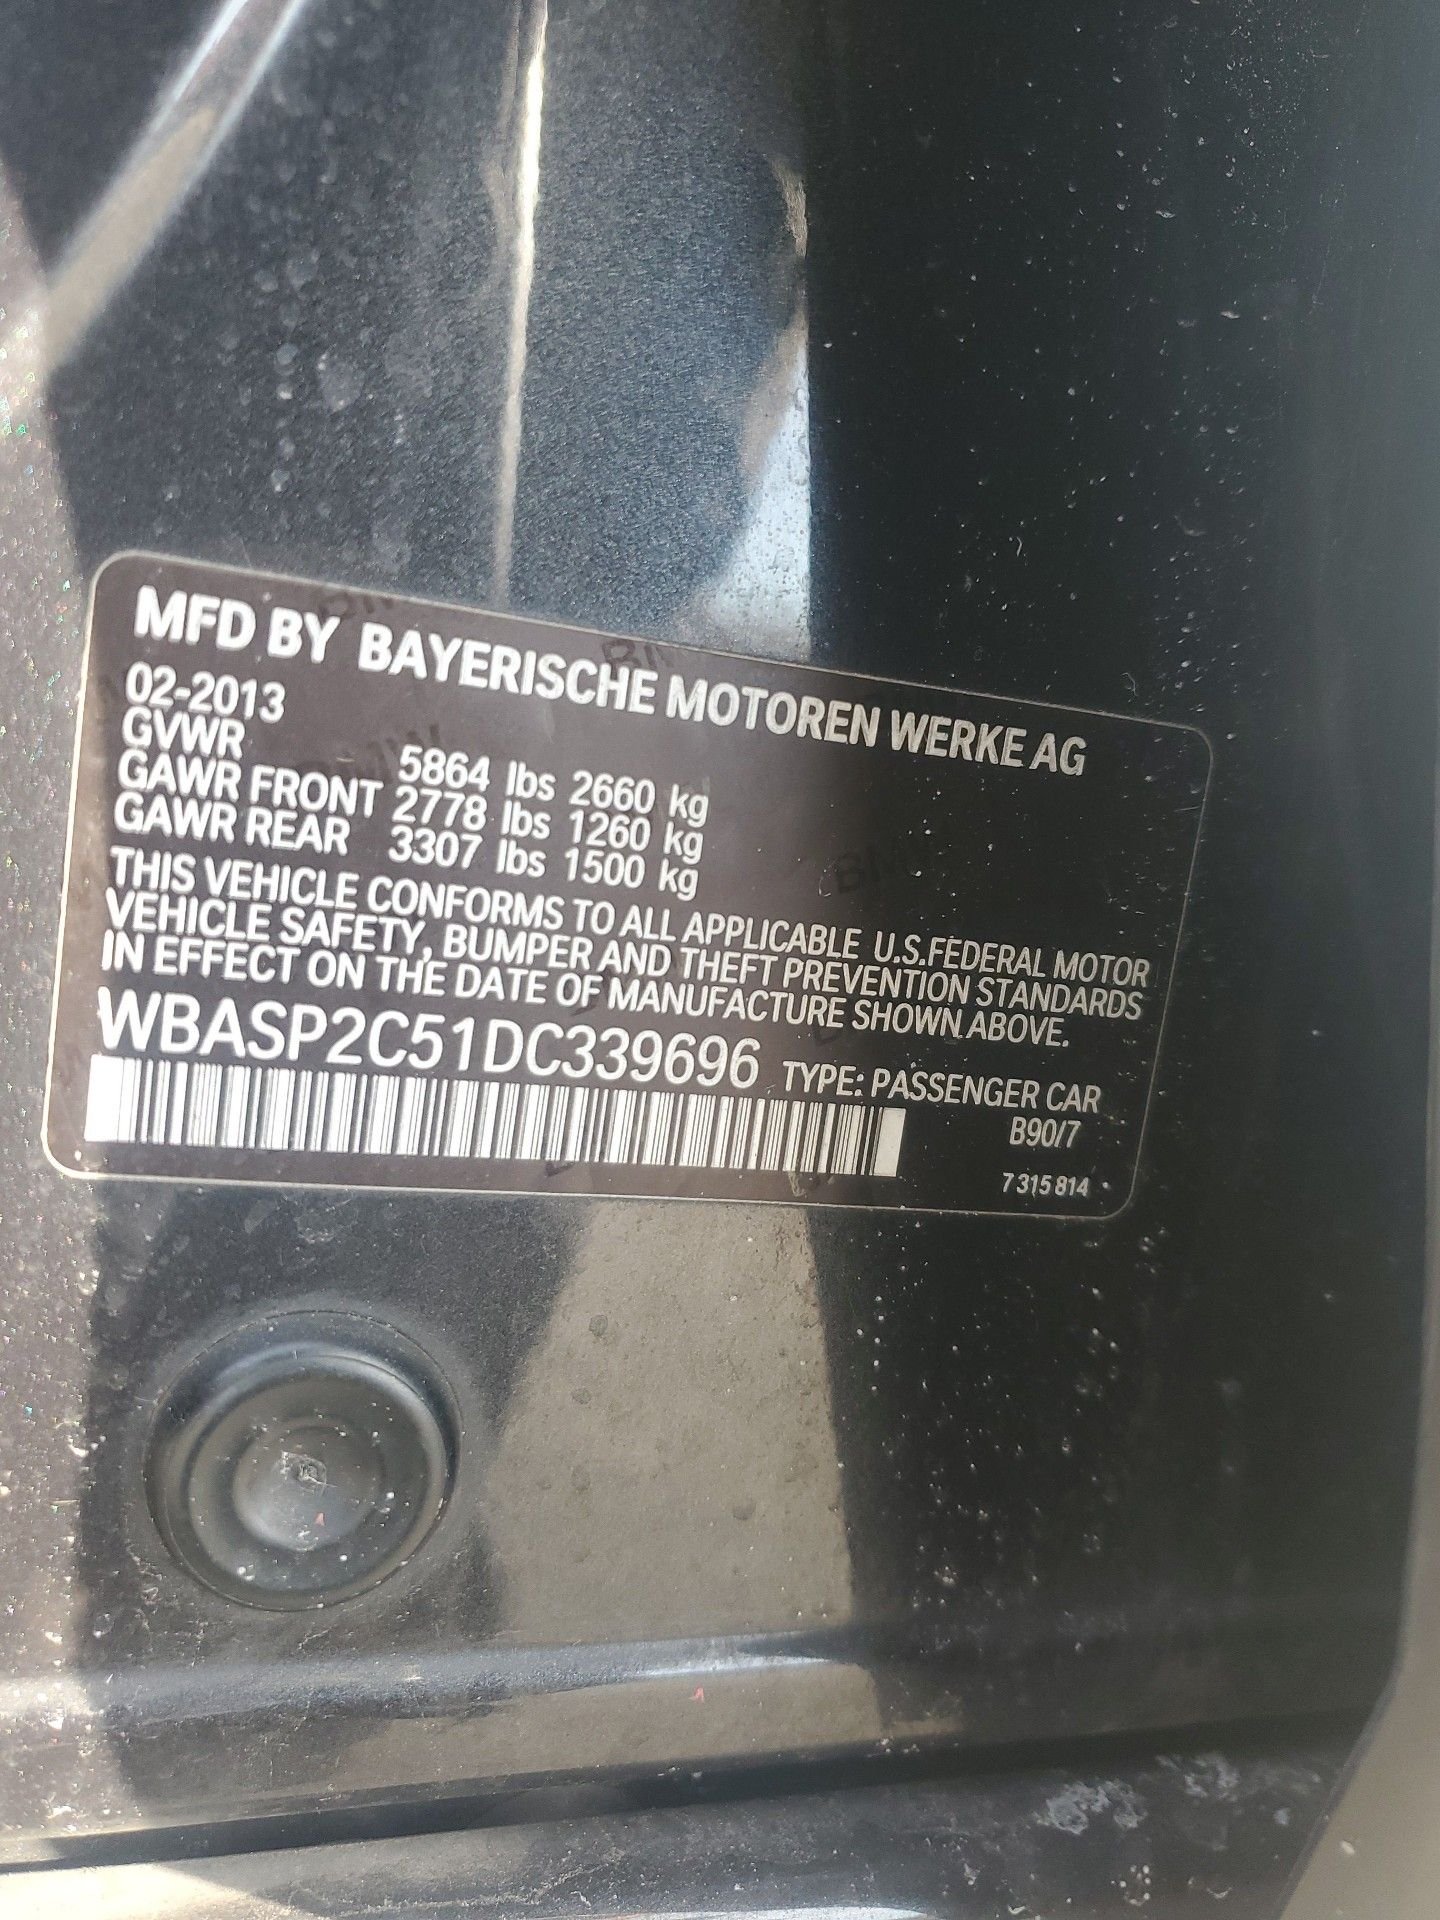 MFD BY BAYERISCHE MOTOREN WERKE AG
02-2013
GVWR 5864 lbs 2660 kg
GAWR FRONT 2778 lbs 1260 kg
GAWR REAR 3307 lbs 1500 kg
THIS VEHICLE CONFORMS TO ALL APPLICABLE U.S.FEDERAL MOTOR
VEHICLE SAFETY, BUMPER AND THEFT PREVENTION STANDARDS
IN EFFECT ON THE DATE OF MANUFACTURE SHOWN ABOVE.
WBASP2C51DC339696 TYPE: PASSENGER CAR
B90/7
7 315 814